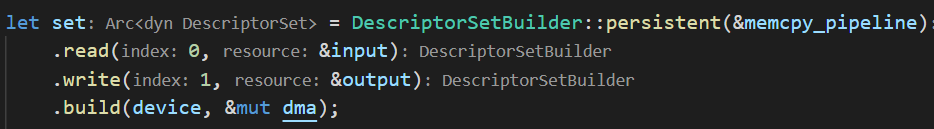 let set: Arc<dyn DescriptorSet> = DescriptorSetBuilder::persistent(&memcpy_pipeline):
.read(index: 0, resource: &input): DescriptorSetBuilder
.write(index: 1, resource: &output): DescriptorSetBuilder
.build(device, &mut dma);